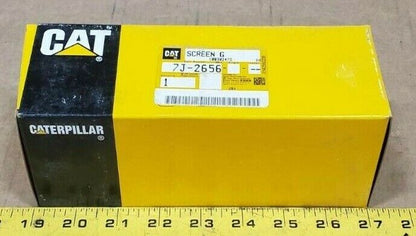 CAT
®
CAT
SCREEN G
7J-2656
1
CATERPILLAR
®
19 20 21 22 23 24 25 26 27